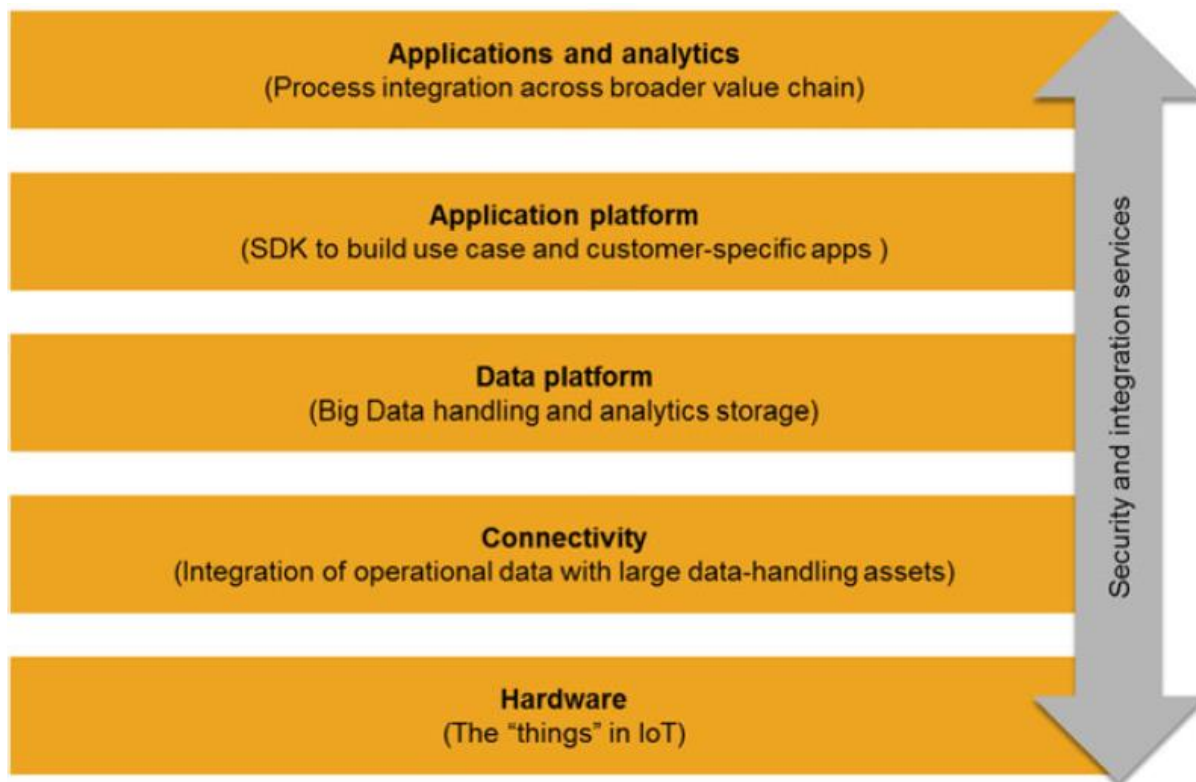 Applications and analytics
(Process integration across broader value chain)
Application platform
(SDK to build use case and customer-specific apps )
Data platform
(Big Data handling and analytics storage)
Connectivity
(Integration of operational data with large data-handling assets)
Hardware
(The “things” in IoT)
Security and integration services